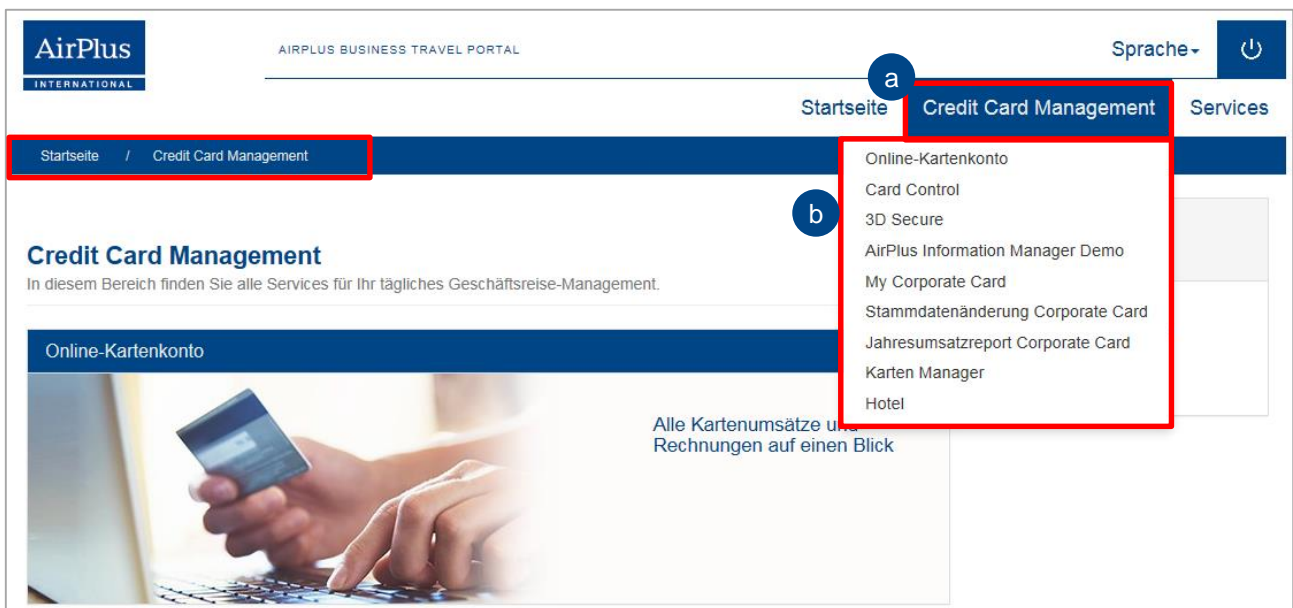 AirPlus
INTERNATIONAL
AIRPLUS BUSINESS TRAVEL PORTAL
Sprache
a
Startseite Credit Card Management Services
Startseite / Credit Card Management
b
Online-Kartenkonto
Card Control
3D Secure
AirPlus Information Manager Demo
My Corporate Card
Stammdatenänderung Corporate Card
Jahresumsatzreport Corporate Card
Karten Manager
Hotel
Credit Card Management
In diesem Bereich finden Sie alle Services für Ihr tägliches Geschäftsreise-Management.
Online-Kartenkonto
Alle Kartenumsätze und
Rechnungen auf einen Blick